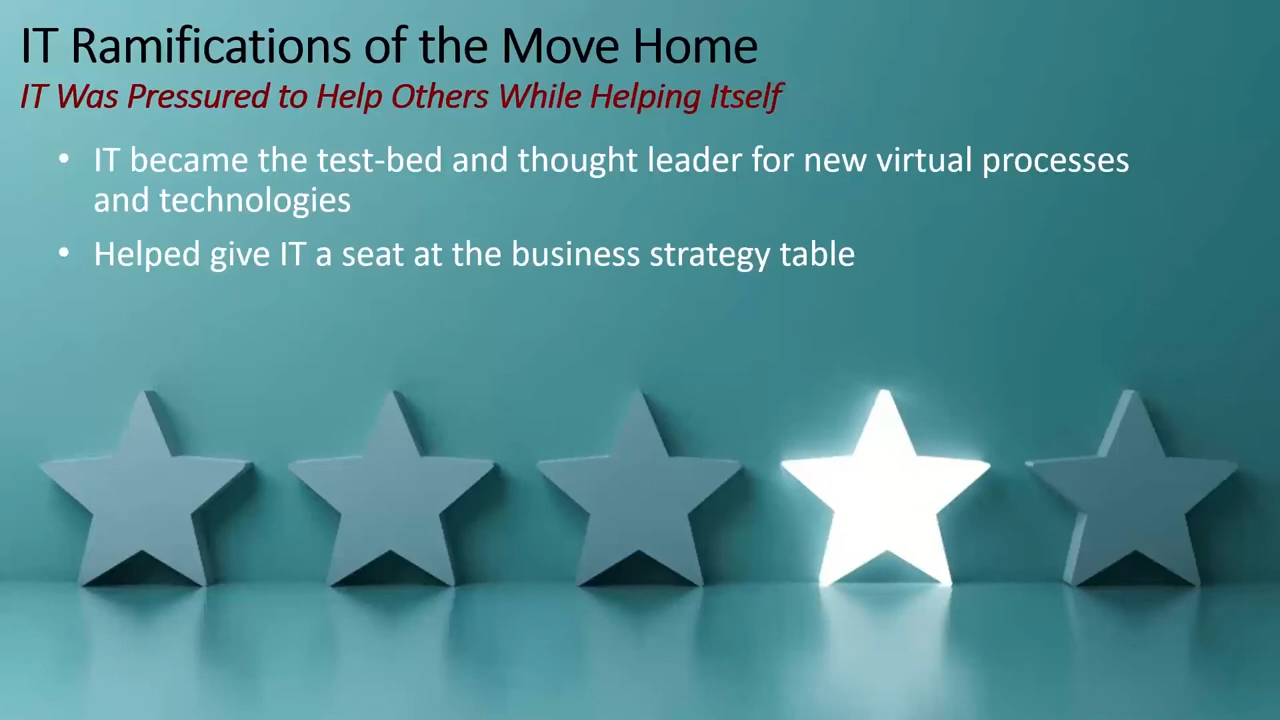 IT Ramifications of the Move Home
IT Was Pressured to Help Others While Helping Itself
• IT became the test-bed and thought leader for new virtual processes
and technologies
• Helped give IT a seat at the business strategy table